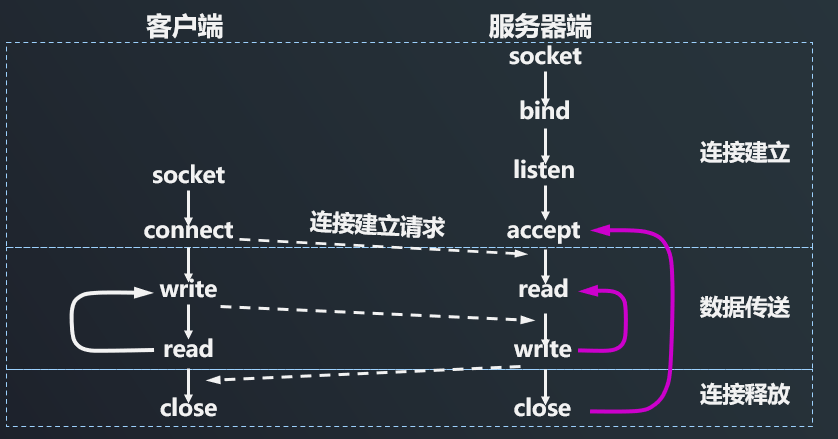 客户端 服务器端
socket
bind
连接建立
listen
socket
连接建立请求
connect accept
write read
数据传送
read write
连接释放
close close